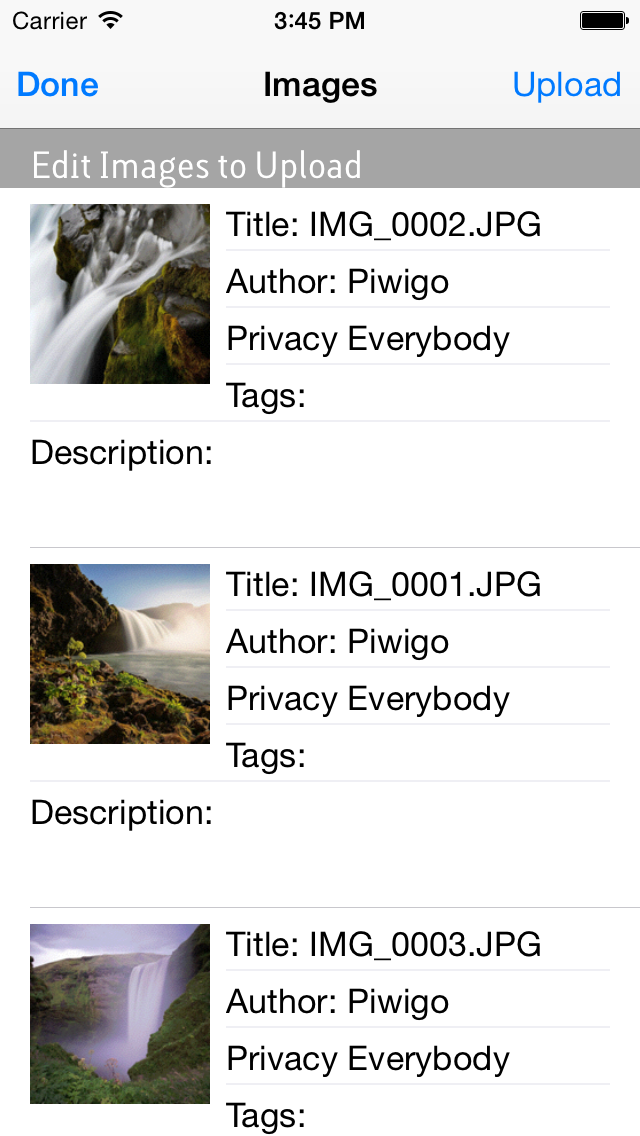 Carrier 3:45 PM
Done Images Upload
Edit Images to Upload
Title: IMG_0002.JPG
Author: Piwigo
Privacy Everybody
Tags:
Description:
Title: IMG_0001.JPG
Author: Piwigo
Privacy Everybody
Tags:
Description:
Title: IMG_0003.JPG
Author: Piwigo
Privacy Everybody
Tags: